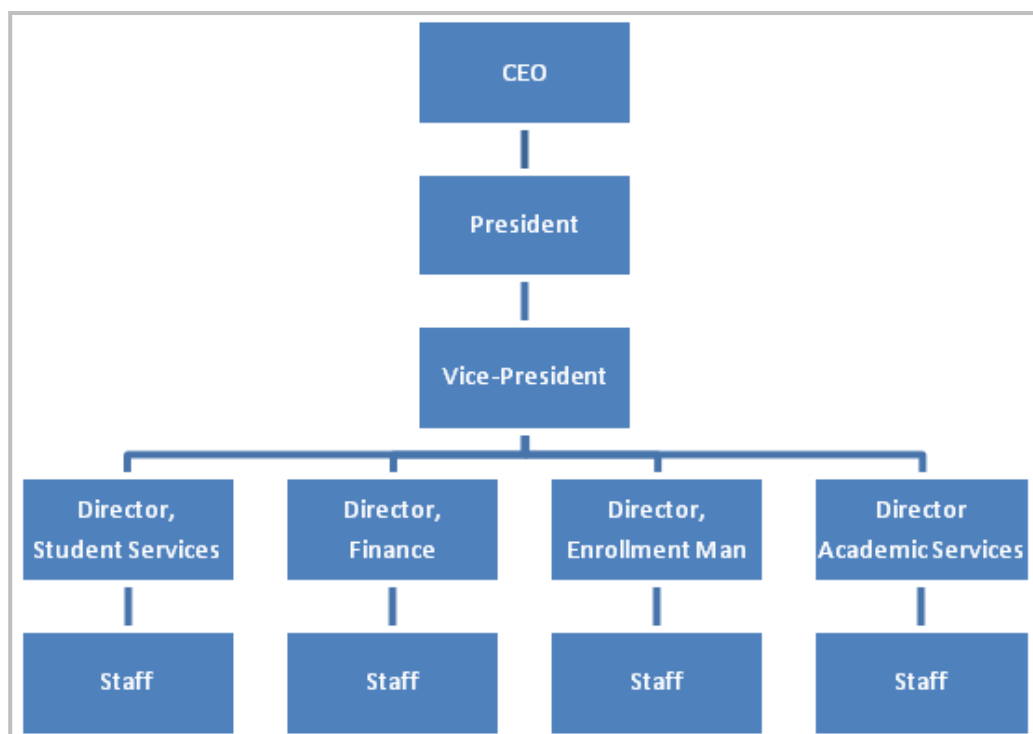 CEO
President
Vice-President
Director,
Student Services
Director,
Finance
Director,
Enrollment Man
Director
Academic Services
Staff
Staff
Staff
Staff